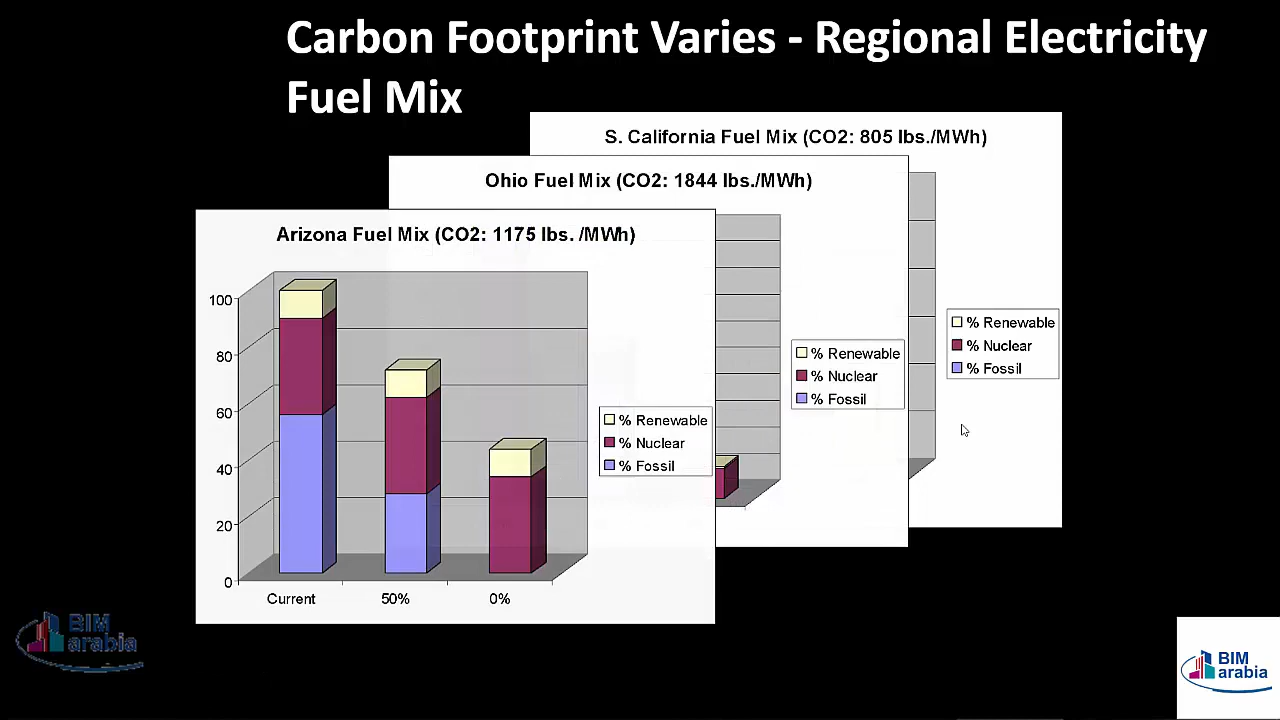 Carbon Footprint Varies - Regional Electricity
Fuel Mix
S. California Fuel Mix (CO2: 805 lbs./MWh)
% Renewable
% Nuclear
% Fossil
Ohio Fuel Mix (CO2: 1844 lbs./MWh)
% Renewable
% Nuclear
% Fossil
Arizona Fuel Mix (CO2: 1175 lbs. /MWh)
100
80
60
40
20
0
Current 50% 0%
% Renewable
% Nuclear
% Fossil
BIM
arabia
BIM
arabia